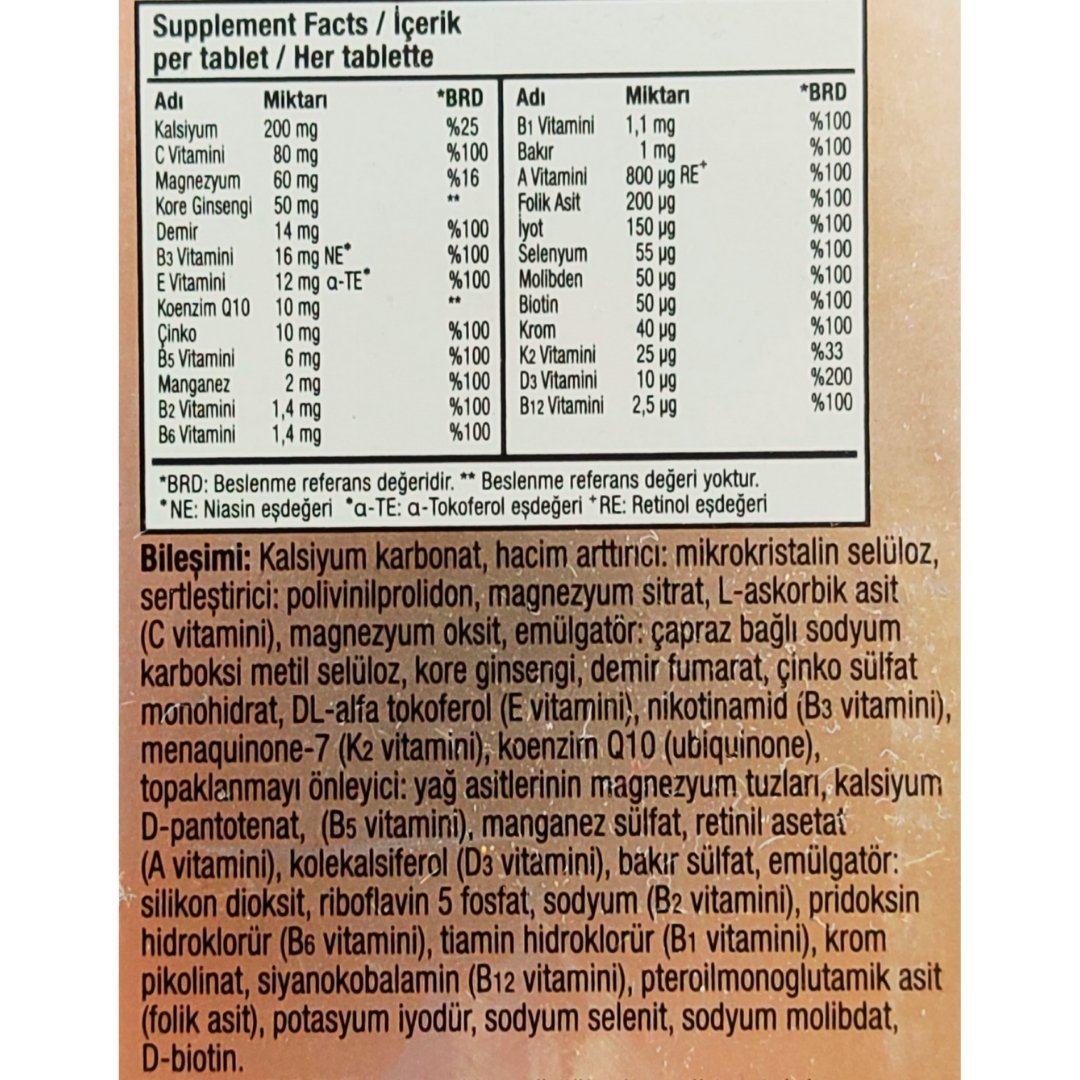 Supplement Facts / İçerik
per tablet / Her tablette
Adı Miktarı *BRD
Kalsiyum 200 mg %25
C Vitamini 80 mg %100
Magnezyum 60 mg %16
Kore Ginsengi 50 mg **
Demir 14 mg %100
B3 Vitamini 16 mg NE* %100
E Vitamini 12 mg α-TE* %100
Koenzim Q10 10 mg **
Çinko 10 mg %100
B5 Vitamini 6 mg %100
Manganez 2 mg %100
B2 Vitamini 1,4 mg %100
B6 Vitamini 1,4 mg %100
Adı Miktarı *BRD
B1 Vitamini 1,1 mg %100
Bakır 1 mg %100
A Vitamini 800 µg RE+ %100
Folik Asit 200 µg %100
İyot 150 µg %100
Selenyum 55 µg %100
Molibden 50 µg %100
Biotin 50 µg %100
Krom 40 µg %100
K2 Vitamini 25 µg %33
D3 Vitamini 10 µg %200
B12 Vitamini 2,5 µg %100
*BRD: Beslenme referans değeridir. ** Beslenme referans değeri yoktur.
*NE: Niasin eşdeğeri *α-TE: α-Tokoferol eşdeğeri +RE: Retinol eşdeğeri
Bileşimi: Kalsiyum karbonat, hacim arttırıcı: mikrokristalin selüloz,
sertleştirici: polivinilprolidon, magnezyum sitrat, L-askorbik asit
(C vitamini), magnezyum oksit, emülgatör: çapraz bağlı sodyum
karboksi metil selüloz, kore ginsengi, demir fumarat, çinko sülfat
monohidrat, DL-alfa tokoferol (E vitamini), nikotinamid (B3 vitamini),
menaquinone-7 (K2 vitamini), koenzim Q10 (ubiquinone),
topaklanmayı önleyici: yağ asitlerinin magnezyum tuzları, kalsiyum
D-pantotenat, (B5 vitamini), manganez sülfat, retinil asetat
(A vitamini), kolekalsiferol (D3 vitamini), bakır sülfat, emülgatör:
silikon dioksit, riboflavin 5 fosfat, sodyum (B2 vitamini), pridoksin
hidroklorür (B6 vitamini), tiamin hidroklorür (B1 vitamini), krom
pikolinat, siyanokobalamin (B12 vitamini), pteroilmonoglutamik asit
(folik asit), potasyum iyodür, sodyum selenit, sodyum molibdat,
D-biotin.